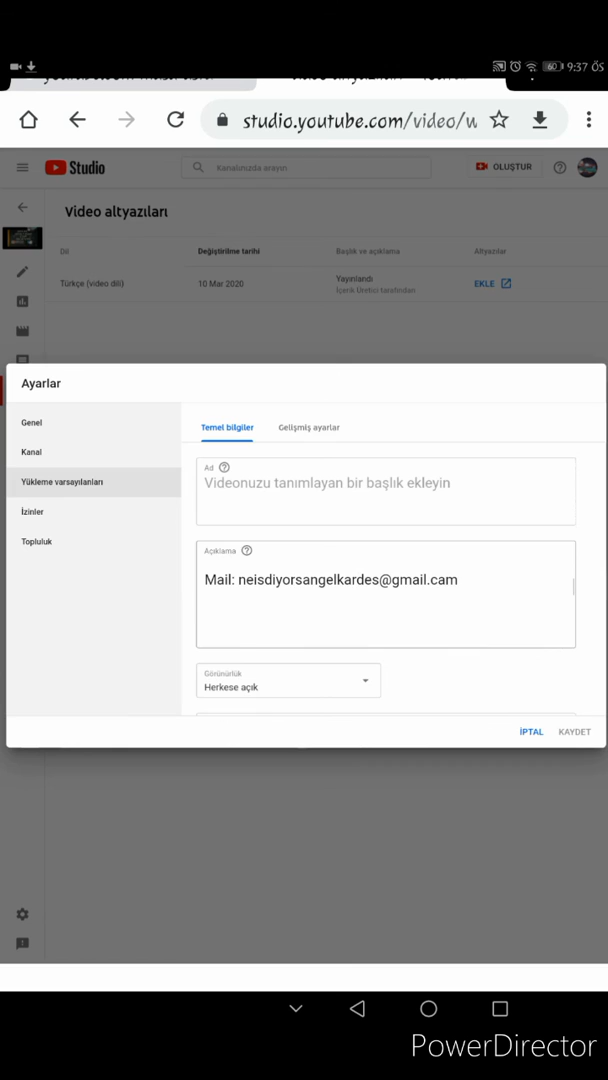 60 9:37 ÖS
studio.youtube.com/video/w
Studio
Kanalınızda arayın
OLUŞTUR
Video altyazıları
Dil
Değiştirilme tarihi
Başlık ve açıklama
Altyazılar
Türkçe (video dili)
10 Mar 2020
Yayınlandı
İçerik Üretici tarafından
EKLE
Ayarlar
Genel
Kanal
Yükleme varsayılanları
İzinler
Topluluk
Temel bilgiler
Gelişmiş ayarlar
Ad
Videonuzu tanımlayan bir başlık ekleyin
Açıklama
Mail: neisdiyorsangelkardes@gmail.cam
Görünürlük
Herkese açık
İPTAL
KAYDET
PowerDirector